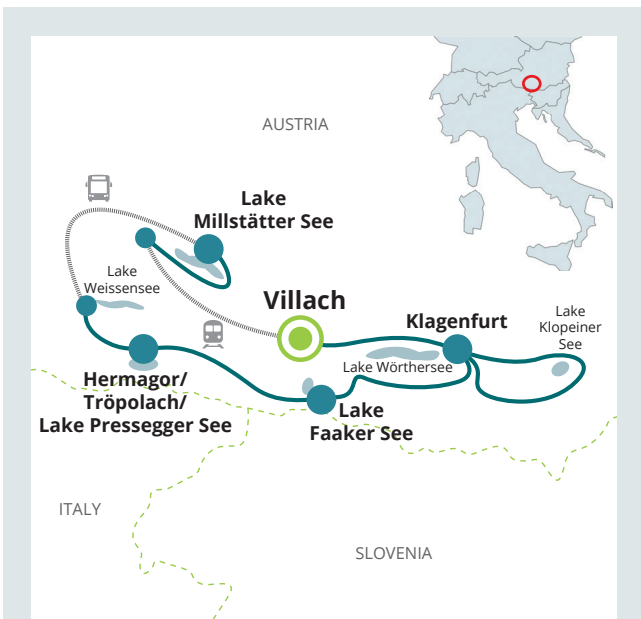 AUSTRIA
Lake
Millstätter See
Lake
Weissensee
Villach
Klagenfurt
Lake
Klopeiner
See
Lake Wörthersee
Hermagor/
Tröpolach/
Lake Pressegger See
Lake
Faaker See
ITALY
SLOVENIA